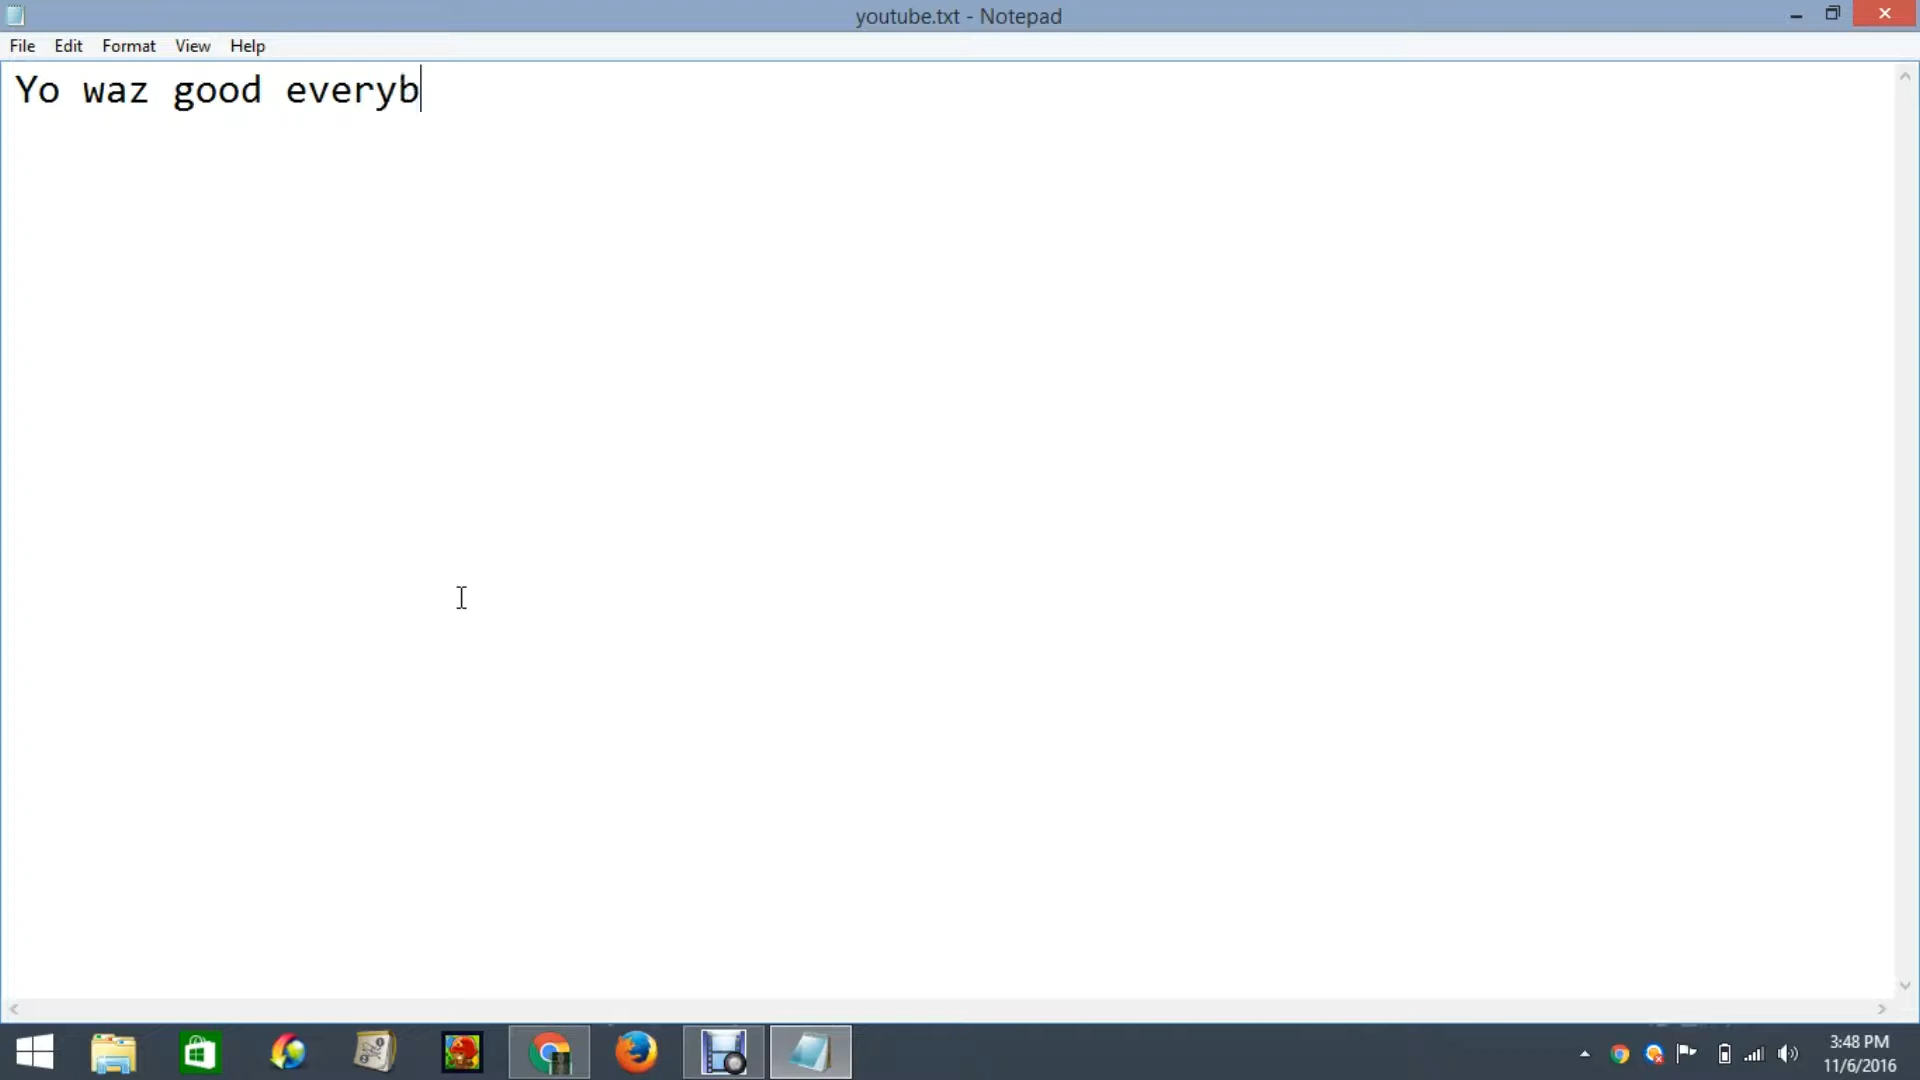 youtube.txt - Notepad
File Edit Format View Help
Yo waz good everyb
3:48 PM
11/6/2016